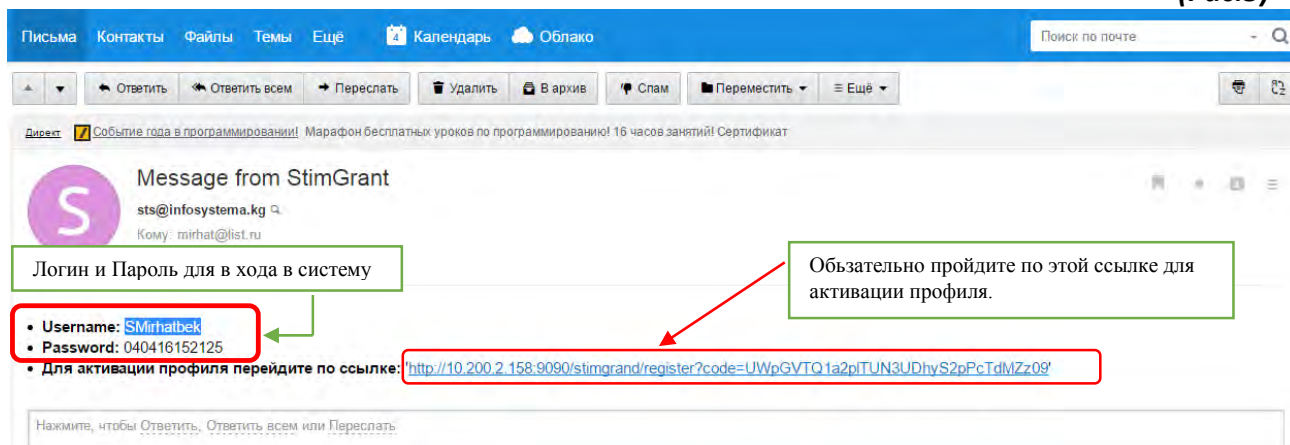 Письма Контакты Файлы Темы Ещё 4 Календарь Облако Поиск по почте
Ответить Ответить всем Переслать Удалить В архив Спам Переместить Ещё
Директ Событие года в программировании! Марафон бесплатных уроков по программированию! 16 часов занятий! Сертификат
S
Message from StimGrant
sts@infosystema.kg
Кому: mirhat@list.ru
Логин и Пароль для в хода в систему
Обьзательно пройдите по этой ссылке для
активации профиля.
• Username: SMirhatbek
• Password: 040416152125
• Для активации профиля перейдите по ссылке: 'http://10.200.2.158:9090/stimgrand/register?code=UWpGVTQ1a2plTUN3UDhyS2pPcTdMZz09'
Нажмите, чтобы Ответить, Ответить всем или Переслать